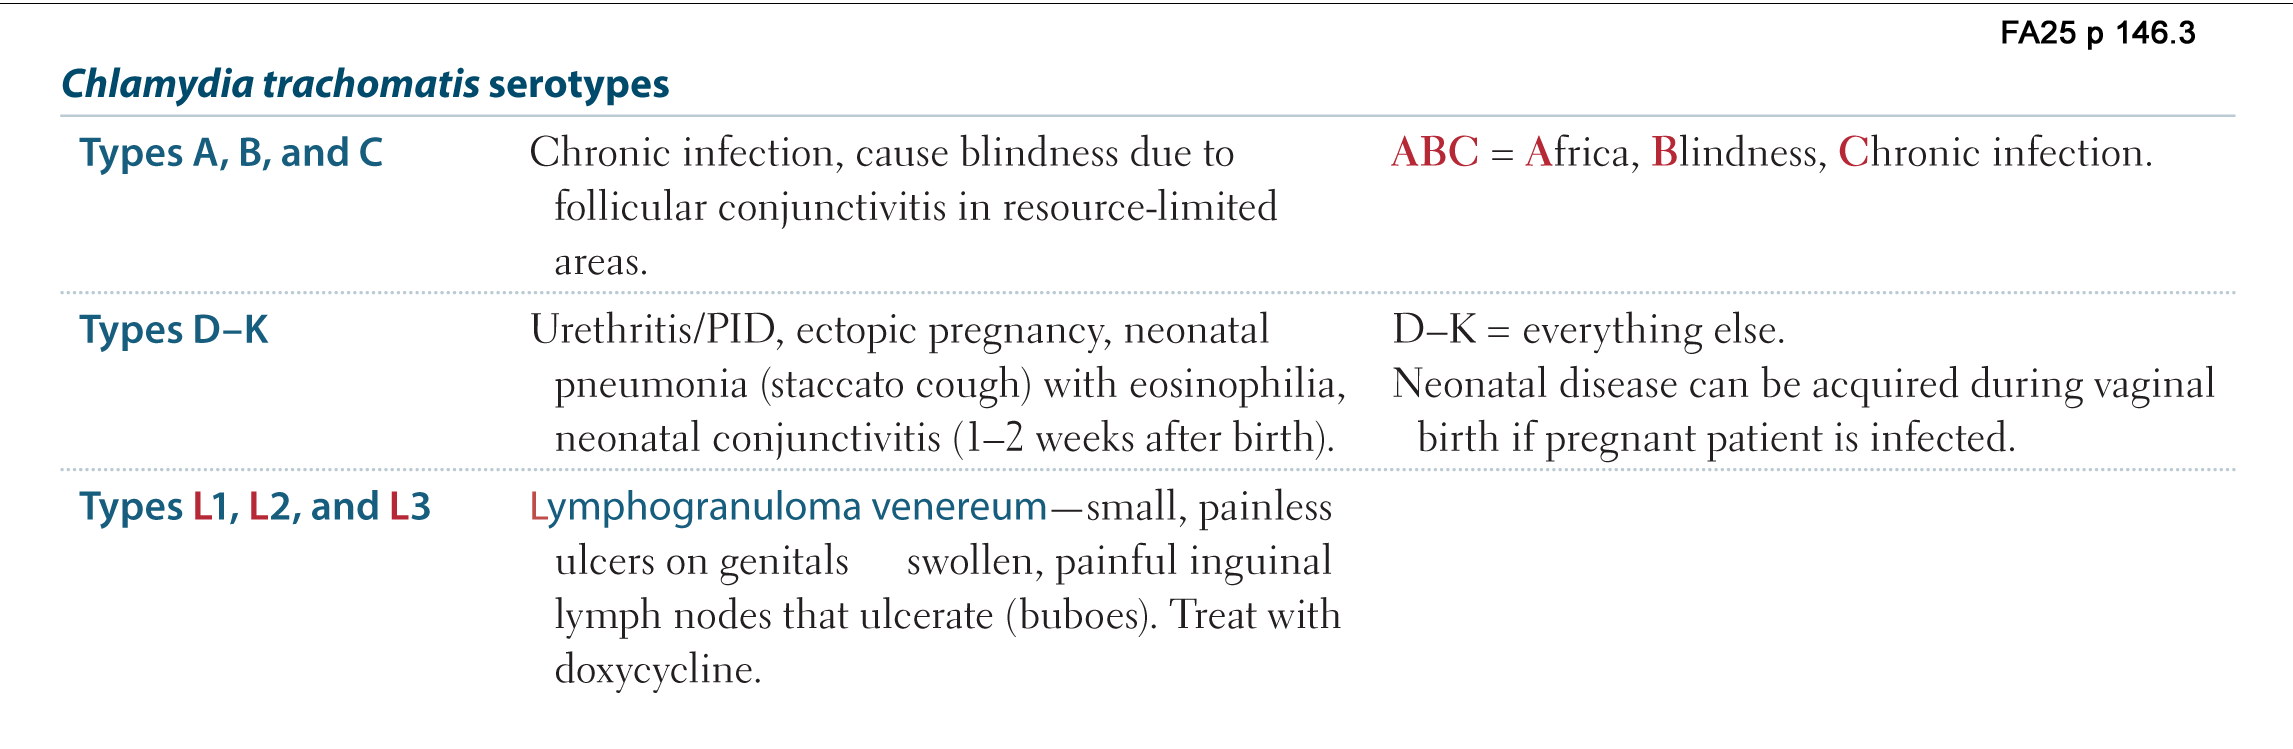 FA25 p 146.3
Chlamydia trachomatis serotypes
Types A, B, and C
Chronic infection, cause blindness due to
follicular conjunctivitis in resource-limited
areas.
ABC = Africa, Blindness, Chronic infection.
Types D–K
Urethritis/PID, ectopic pregnancy, neonatal
pneumonia (staccato cough) with eosinophilia,
neonatal conjunctivitis (1–2 weeks after birth).
D–K = everything else.
Neonatal disease can be acquired during vaginal
birth if pregnant patient is infected.
Types L1, L2, and L3
Lymphogranuloma venereum—small, painless
ulcers on genitals swollen, painful inguinal
lymph nodes that ulcerate (buboes). Treat with
doxycycline.